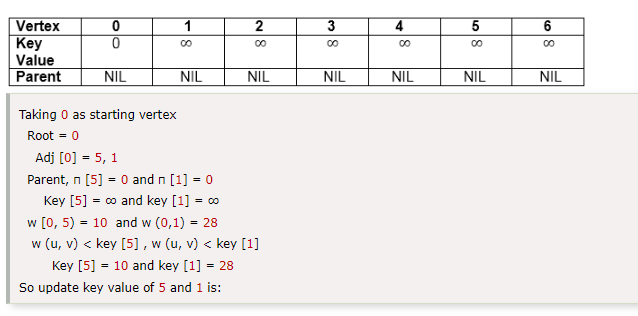 Vertex 0 1 2 3 4 5 6
Key Value 0 ∞ ∞ ∞ ∞ ∞ ∞
Parent NIL NIL NIL NIL NIL NIL NIL
Taking 0 as starting vertex
Root = 0
Adj [0] = 5, 1
Parent, π [5] = 0 and π [1] = 0
Key [5] = ∞ and key [1] = ∞
w [0, 5) = 10 and w (0,1) = 28
w (u, v) < key [5] , w (u, v) < key [1]
Key [5] = 10 and key [1] = 28
So update key value of 5 and 1 is: